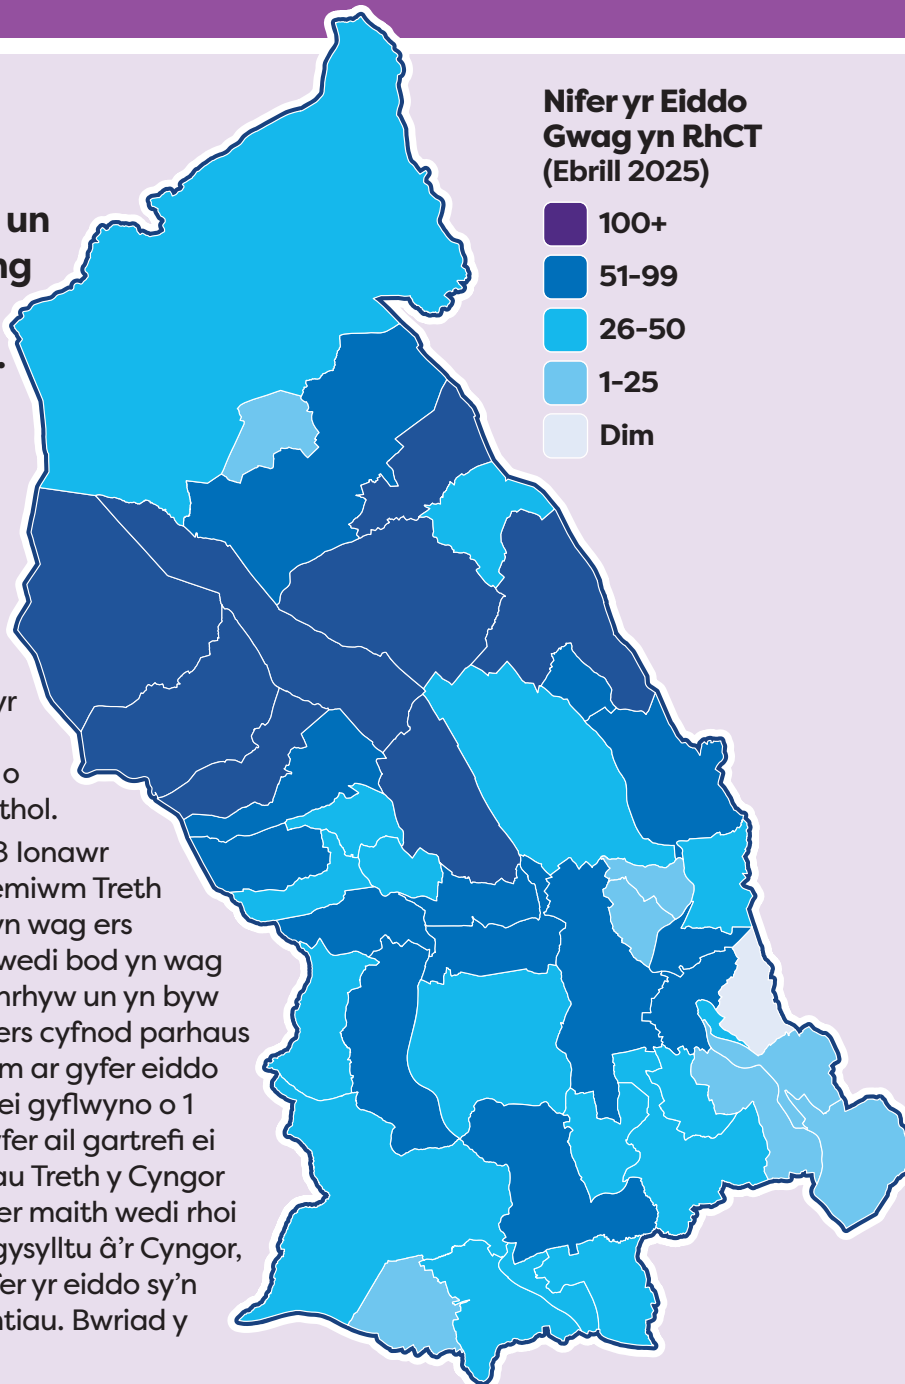 un
ng
.
Nifer yr Eiddo
Gwag yn RhCT
(Ebrill 2025)
100+
51-99
26-50
1-25
Dim
yr
o
thol.
3 Ionawr
emiwm Treth
yn wag ers
wedi bod yn wag
nrhyw un yn byw
ers cyfnod parhaus
m ar gyfer eiddo
ei gyflwyno o 1
yfer ail gartrefi ei
au Treth y Cyngor
er maith wedi rhoi
gysylltu â'r Cyngor,
fer yr eiddo sy'n
ntiau. Bwriad y